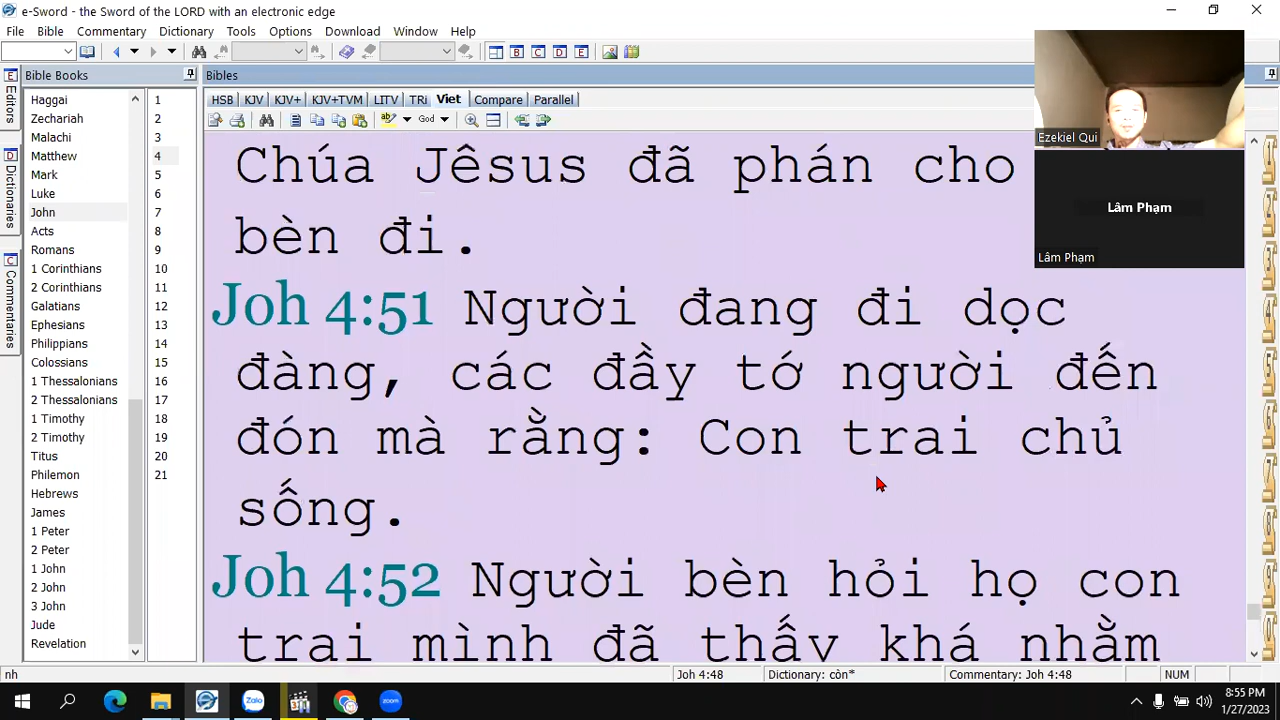 e-Sword - the Sword of the LORD with an electronic edge
File Bible Commentary Dictionary Tools Options Download Window Help
B C D E
Bible Books
Bibles
Editors
Dictionaries
Commentaries
HSB KJV KJV+ KJV+TVM LITV TRi Viet Compare Parallel
God
Haggai
Zechariah
Malachi
Matthew
Mark
Luke
John
Acts
Romans
1 Corinthians
2 Corinthians
Galatians
Ephesians
Philippians
Colossians
1 Thessalonians
2 Thessalonians
1 Timothy
2 Timothy
Titus
Philemon
Hebrews
James
1 Peter
2 Peter
1 John
2 John
3 John
Jude
Revelation
1
2
3
4
5
6
7
8
9
10
11
12
13
14
15
16
17
18
19
20
21
Chúa Jêsus đã phán cho
bèn đi.
Joh 4:51 Người đang đi dọc
đàng, các đầy tớ người đến
đón mà rằng: Con trai chủ
sống.
Joh 4:52 Người bèn hỏi họ con
trai mình đã thấy khá nhằm
Ezekiel Qui
Lâm Phạm
Lâm Phạm
nh
Joh 4:48
Dictionary: còn*
Commentary: Joh 4:48
NUM
Zalo
zoom
8:55 PM
1/27/2023